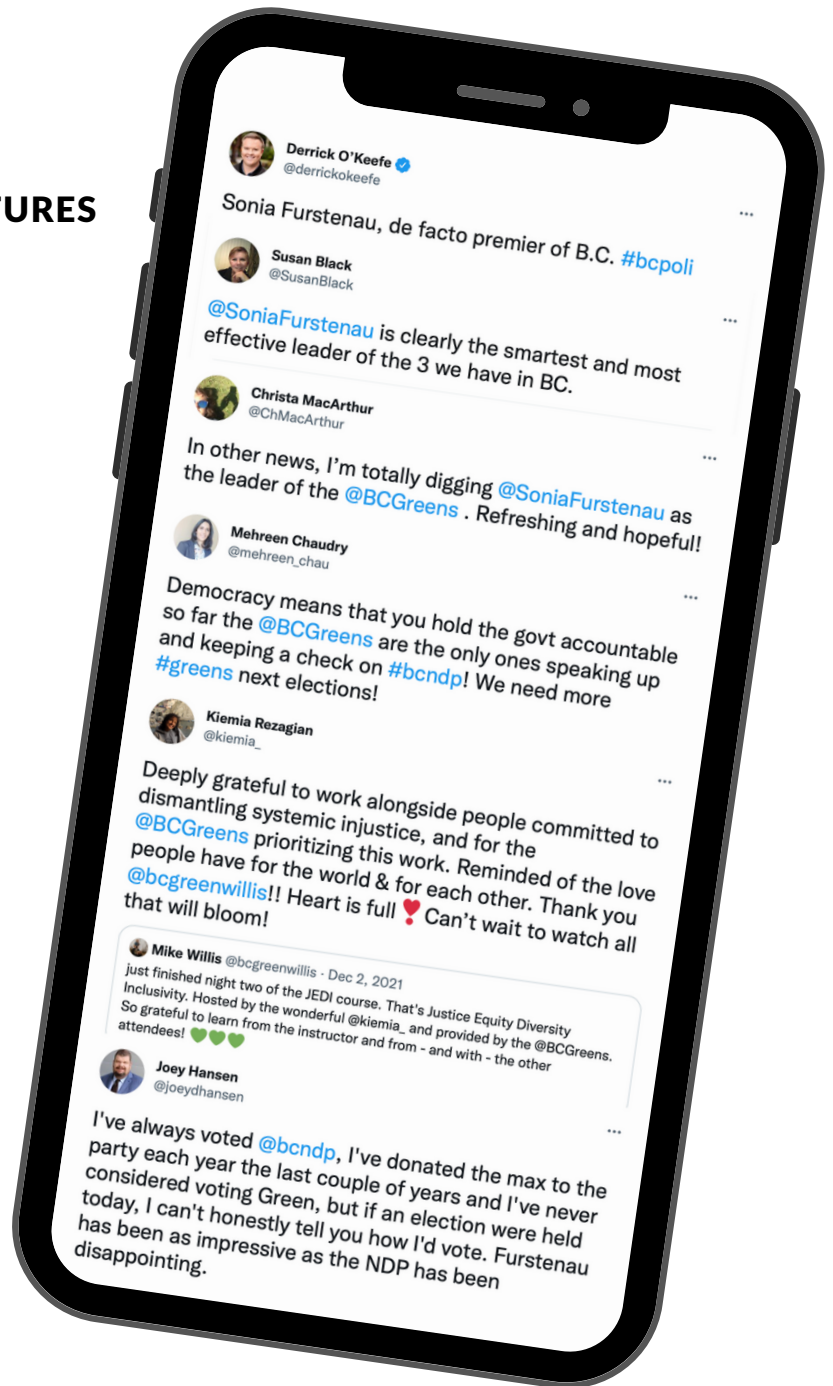 TURES
Derrick O'Keefe
@derrickokeefe
Sonia Furstenau, de facto premier of B.C. #bcpoli
Susan Black
@SusanBlack
@SoniaFurstenau is clearly the smartest and most
effective leader of the 3 we have in BC.
Christa MacArthur
@ChMacArthur
In other news, I'm totally digging @SoniaFurstenau as
the leader of the @BCGreens . Refreshing and hopeful!
Mehreen Chaudry
@mehreen_chau
Democracy means that you hold the govt accountable
so far the @BCGreens are the only ones speaking up
and keeping a check on #bcndp! We need more
#greens next elections!
Kiemia Rezagian
@kiemia_
Deeply grateful to work alongside people committed to
dismantling systemic injustice, and for the
@BCGreens prioritizing this work. Reminded of the love
people have for the world & for each other. Thank you
@bcgreenwillis!! Heart is full ❣️ Can't wait to watch all
that will bloom!
Mike Willis @bcgreenwillis · Dec 2, 2021
just finished night two of the JEDI course. That's Justice Equity Diversity
Inclusivity. Hosted by the wonderful @kiemia_ and provided by the @BCGreens.
So grateful to learn from the instructor and from - and with - the other
attendees! 💚💚💚
Joey Hansen
@joeydhansen
I've always voted @bcndp, I've donated the max to the
party each year the last couple of years and I've never
considered voting Green, but if an election were held
today, I can't honestly tell you how I'd vote. Furstenau
has been as impressive as the NDP has been
disappointing.